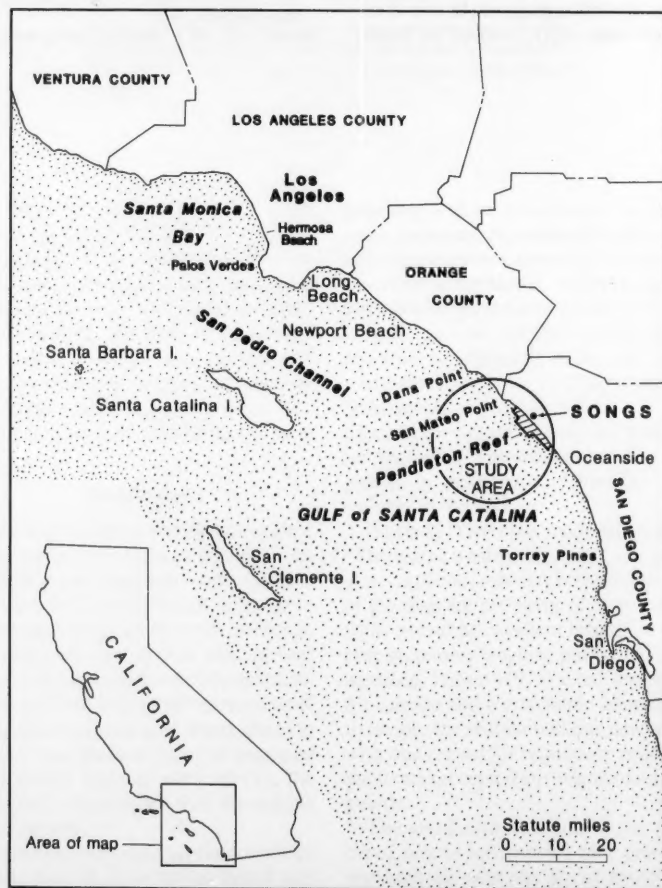 VENTURA COUNTY
LOS ANGELES COUNTY
Los
Angeles
Santa Monica
Bay
Hermosa
Beach
Palos Verdes
ORANGE
COUNTY
Long
Beach
Newport Beach
San Pedro Channel
Santa Barbara I.
Santa Catalina I.
Dana Point
San Mateo Point
SONGS
Pendleton Reef
STUDY
AREA
Oceanside
GULF of SANTA CATALINA
SAN DIEGO COUNTY
San
Clemente I.
Torrey Pines
San
Diego
CALIFORNIA
Area of map
Statute miles
0 10 20